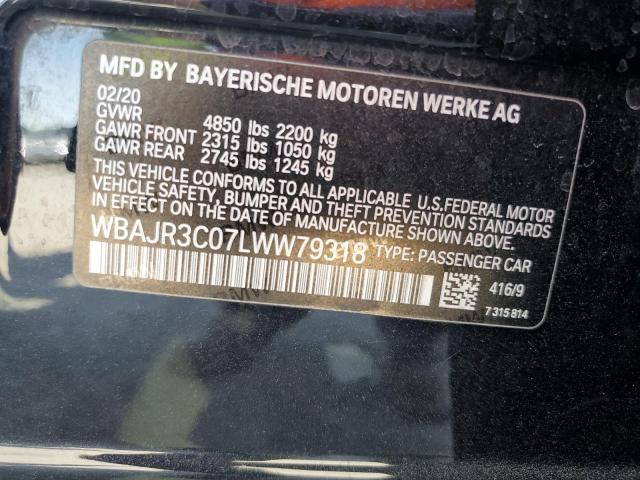 MFD BY BAYERISCHE MOTOREN WERKE AG
02/20
GVWR 4850 lbs 2200 kg
GAWR FRONT 2315 lbs 1050 kg
GAWR REAR 2745 lbs 1245 kg
THIS VEHICLE CONFORMS TO ALL APPLICABLE U.S.FEDERAL MOTOR
VEHICLE SAFETY, BUMPER, AND THEFT PREVENTION STANDARDS
IN EFFECT ON THE DATE OF MANUFACTURE SHOWN ABOVE.
WBAJR3C07LWW79318 TYPE: PASSENGER CAR
416/9
7 315 814